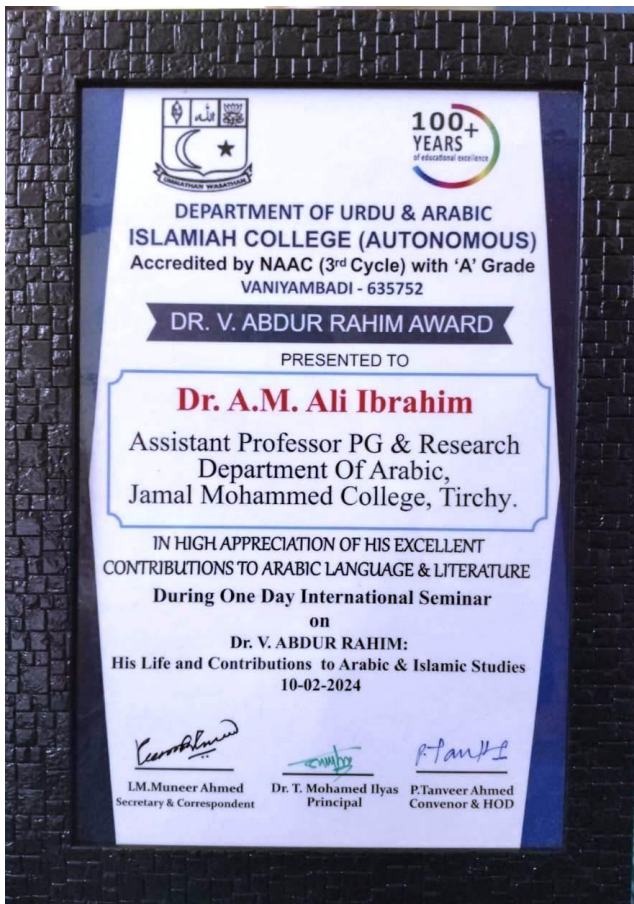 الله
UMMATHAN WASATHAN
100+
YEARS
of educational excellence
DEPARTMENT OF URDU & ARABIC
ISLAMIAH COLLEGE (AUTONOMOUS)
Accredited by NAAC (3rd Cycle) with 'A' Grade
VANIYAMBADI - 635752
DR. V. ABDUR RAHIM AWARD
PRESENTED TO
Dr. A.M. Ali Ibrahim
Assistant Professor PG & Research
Department Of Arabic,
Jamal Mohammed College, Tirchy.
IN HIGH APPRECIATION OF HIS EXCELLENT
CONTRIBUTIONS TO ARABIC LANGUAGE & LITERATURE
During One Day International Seminar
on
Dr. V. ABDUR RAHIM:
His Life and Contributions to Arabic & Islamic Studies
10-02-2024
P. Tanveer
I.M.Muneer Ahmed Dr. T. Mohamed Ilyas P.Tanveer Ahmed
Secretary & Correspondent Principal Convenor & HOD